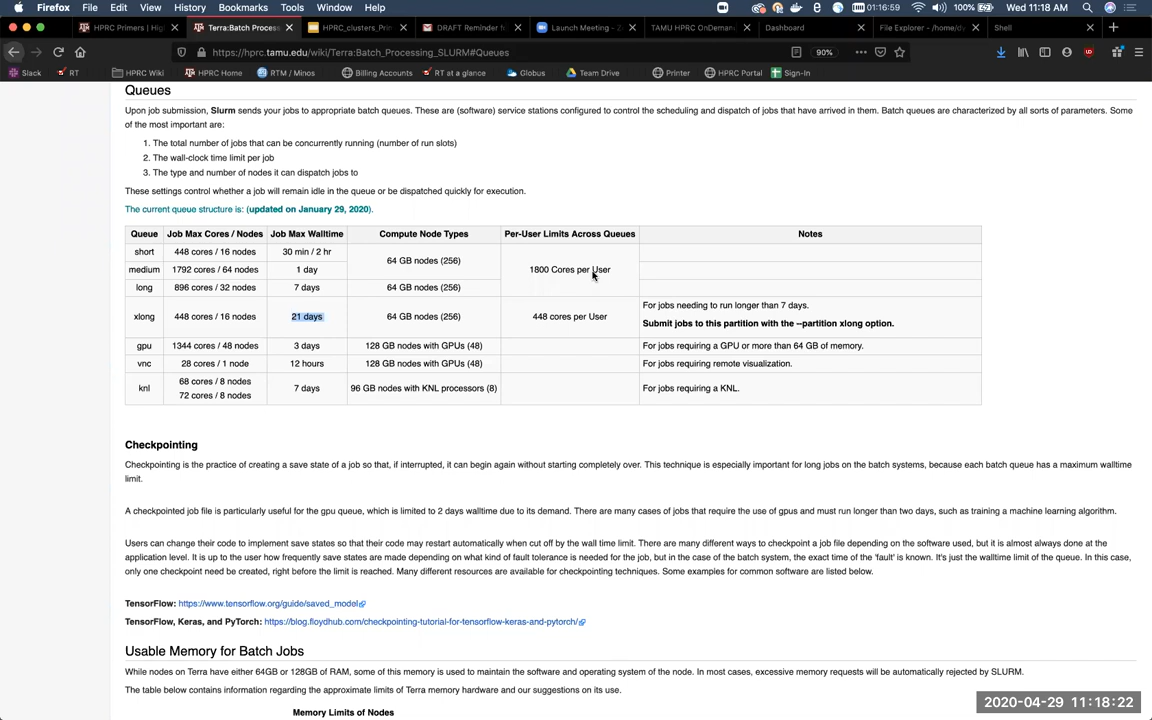 Firefox File Edit View History Bookmarks Tools Window Help 01:16:59 100% Wed 11:18 AM
HPRC Primers | Hig Terra:Batch Process HPRC_clusters_Prim DRAFT Reminder Launch Meeting - Z TAMU HPRC OnDemand Dashboard File Explorer - /home/d Shell
https://hprc.tamu.edu/wiki/Terra:Batch_Processing_SLURM#Queues 90%
Slack RT HPRC Wiki HPRC Home RTM / Minos Billing Accounts RT at a glance Globus Team Drive Printer HPRC Portal Sign-In
Queues
Upon job submission, Slurm sends your jobs to appropriate batch queues. These are (software) service stations configured to control the scheduling and dispatch of jobs that have arrived in them. Batch queues are characterized by all sorts of parameters. Some
of the most important are:
1. The total number of jobs that can be concurrently running (number of run slots)
2. The wall-clock time limit per job
3. The type and number of nodes it can dispatch jobs to
These settings control whether a job will remain idle in the queue or be dispatched quickly for execution.
The current queue structure is: (updated on January 29, 2020).
Queue Job Max Cores / Nodes Job Max Walltime Compute Node Types Per-User Limits Across Queues Notes
short 448 cores / 16 nodes 30 min / 2 hr 64 GB nodes (256)
medium 1792 cores / 64 nodes 1 day 1800 Cores per User
long 896 cores / 32 nodes 7 days 64 GB nodes (256)
xlong 448 cores / 16 nodes 21 days 64 GB nodes (256) 448 cores per User For jobs needing to run longer than 7 days.
Submit jobs to this partition with the --partition xlong option.
gpu 1344 cores / 48 nodes 3 days 128 GB nodes with GPUs (48) For jobs requiring a GPU or more than 64 GB of memory.
vnc 28 cores / 1 node 12 hours 128 GB nodes with GPUs (48) For jobs requiring remote visualization.
knl 68 cores / 8 nodes 7 days 96 GB nodes with KNL processors (8) For jobs requiring a KNL.
72 cores / 8 nodes
Checkpointing
Checkpointing is the practice of creating a save state of a job so that, if interrupted, it can begin again without starting completely over. This technique is especially important for long jobs on the batch systems, because each batch queue has a maximum walltime
limit.
A checkpointed job file is particularly useful for the gpu queue, which is limited to 2 days walltime due to its demand. There are many cases of jobs that require the use of gpus and must run longer than two days, such as training a machine learning algorithm.
Users can change their code to implement save states so that their code may restart automatically when cut off by the wall time limit. There are many different ways to checkpoint a job file depending on the software used, but it is almost always done at the
application level. It is up to the user how frequently save states are made depending on what kind of fault tolerance is needed for the job, but in the case of the batch system, the exact time of the 'fault' is known. It's just the walltime limit of the queue. In this case,
only one checkpoint need be created, right before the limit is reached. Many different resources are available for checkpointing techniques. Some examples for common software are listed below.
TensorFlow: https://www.tensorflow.org/guide/saved_model
TensorFlow, Keras, and PyTorch: https://blog.floydhub.com/checkpointing-tutorial-for-tensorflow-keras-and-pytorch/
Usable Memory for Batch Jobs
While nodes on Terra have either 64GB or 128GB of RAM, some of this memory is used to maintain the software and operating system of the node. In most cases, excessive memory requests will be automatically rejected by SLURM.
The table below contains information regarding the approximate limits of Terra memory hardware and our suggestions on its use.
Memory Limits of Nodes
2020-04-29 11:18:22